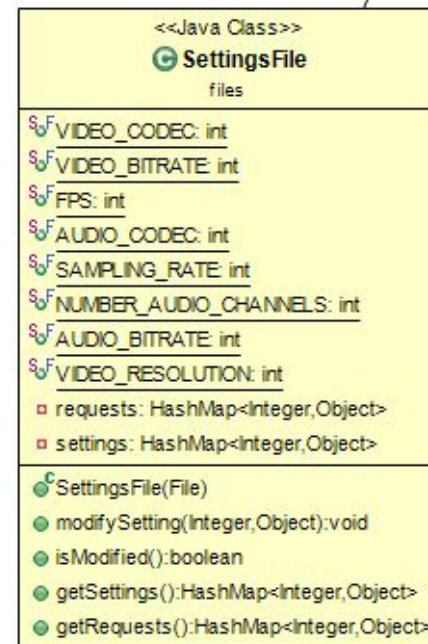 <<Java Class>>
SettingsFile
files
VIDEO_CODEC: int
VIDEO_BITRATE: int
FPS: int
AUDIO_CODEC: int
SAMPLING_RATE: int
NUMBER_AUDIO_CHANNELS: int
AUDIO_BITRATE: int
VIDEO_RESOLUTION: int
requests: HashMap<Integer,Object>
settings: HashMap<Integer,Object>
SettingsFile(File)
modifySetting(Integer,Object):void
isModified():boolean
getSettings():HashMap<Integer,Object>
getRequests():HashMap<Integer,Object>